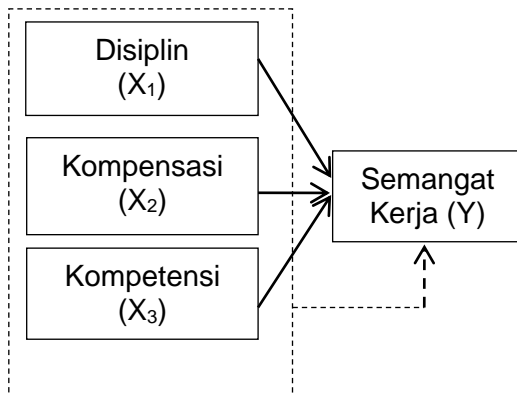 Disiplin
(X₁)
Kompensasi
(X₂)
Kompetensi
(X₃)
Semangat
Kerja (Y)